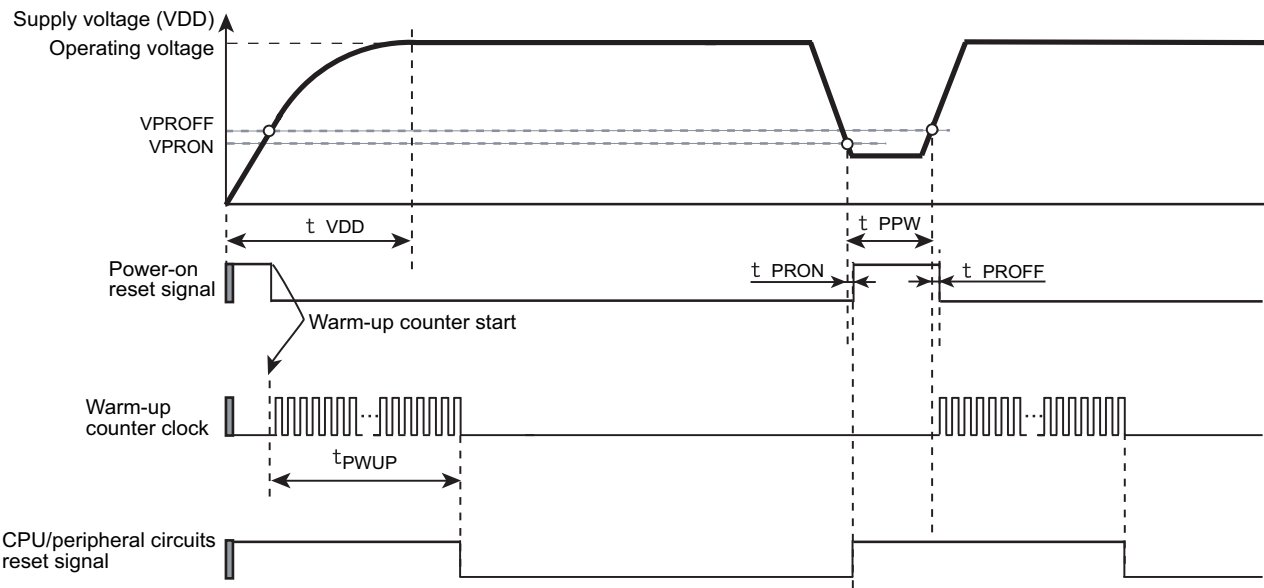 Supply voltage (VDD)
Operating voltage
VPROFF
VPRON
t VDD
t PPW
Power-on
reset signal
t PRON
t PROFF
Warm-up counter start
Warm-up
counter clock
...
...
tPWUP
CPU/peripheral circuits
reset signal